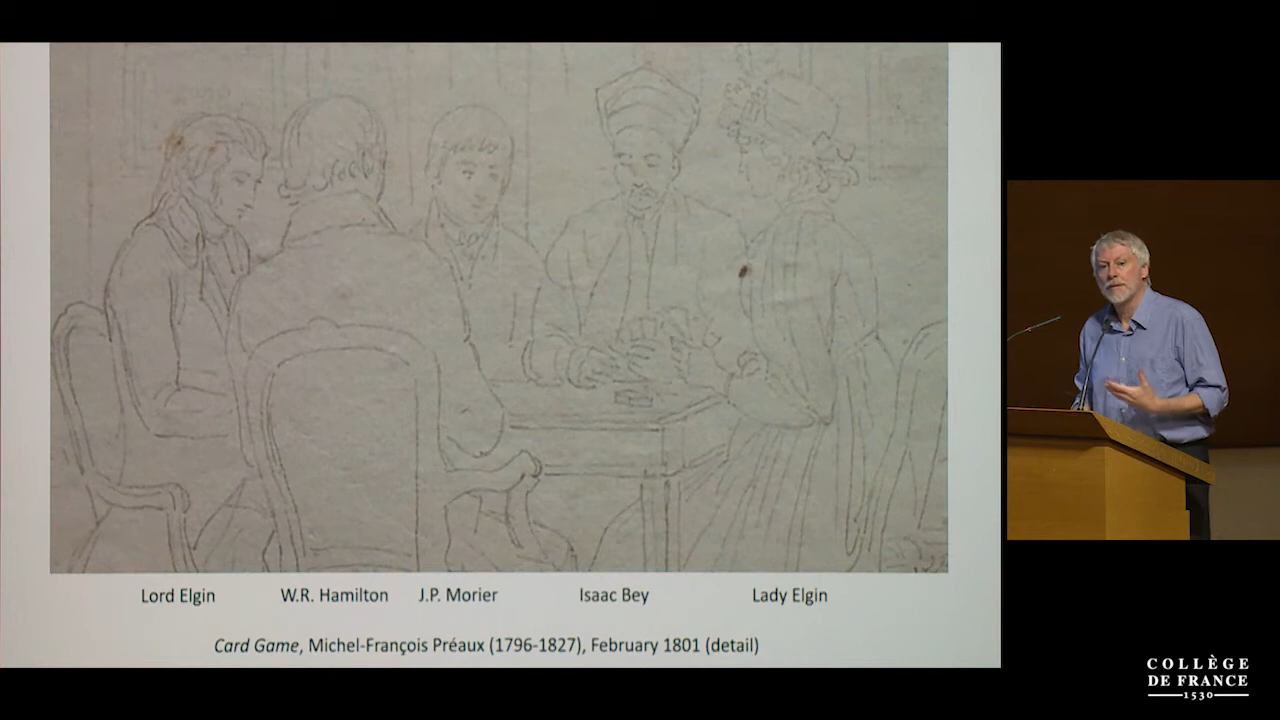 Lord Elgin
W.R. Hamilton
J.P. Morier
Isaac Bey
Lady Elgin
Card Game, Michel-François Préaux (1796-1827), February 1801 (detail)
COLLÈGE
DE FRANCE
1530